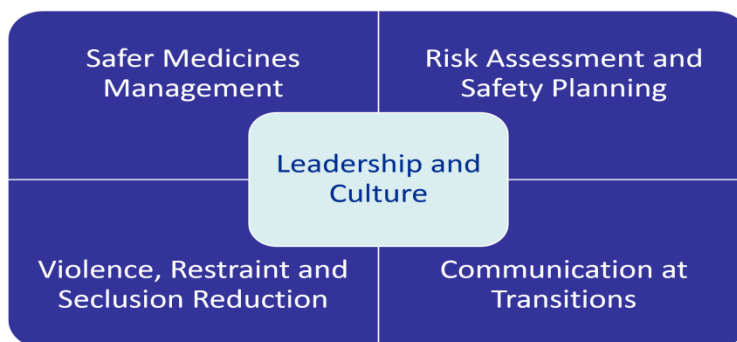 Safer Medicines
Management
Risk Assessment and
Safety Planning
Leadership and
Culture
Violence, Restraint and
Seclusion Reduction
Communication at
Transitions